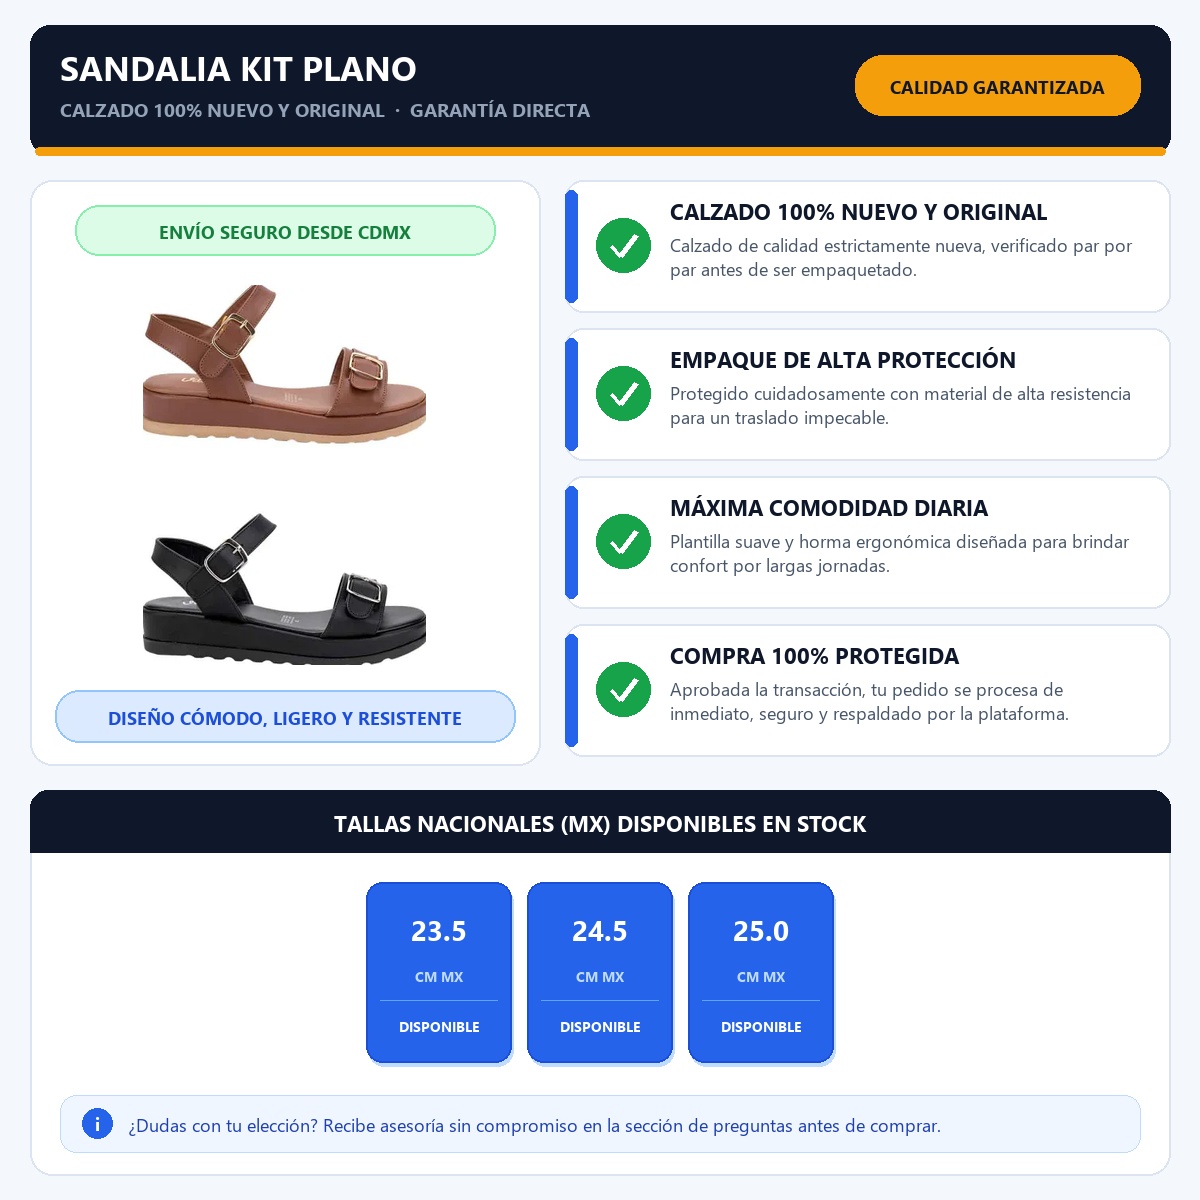 SANDALIA KIT PLANO
CALZADO 100% NUEVO Y ORIGINAL · GARANTÍA DIRECTA
CALIDAD GARANTIZADA
ENVÍO SEGURO DESDE CDMX
DISEÑO CÓMODO, LIGERO Y RESISTENTE
CALZADO 100% NUEVO Y ORIGINAL
Calzado de calidad estrictamente nueva, verificado par por
par antes de ser empaquetado.
EMPAQUE DE ALTA PROTECCIÓN
Protegido cuidadosamente con material de alta resistencia
para un traslado impecable.
MÁXIMA COMODIDAD DIARIA
Plantilla suave y horma ergonómica diseñada para brindar
confort por largas jornadas.
COMPRA 100% PROTEGIDA
Aprobada la transacción, tu pedido se procesa de
inmediato, seguro y respaldado por la plataforma.
TALLAS NACIONALES (MX) DISPONIBLES EN STOCK
23.5
CM MX
DISPONIBLE
24.5
CM MX
DISPONIBLE
25.0
CM MX
DISPONIBLE
¿Dudas con tu elección? Recibe asesoría sin compromiso en la sección de preguntas antes de comprar.